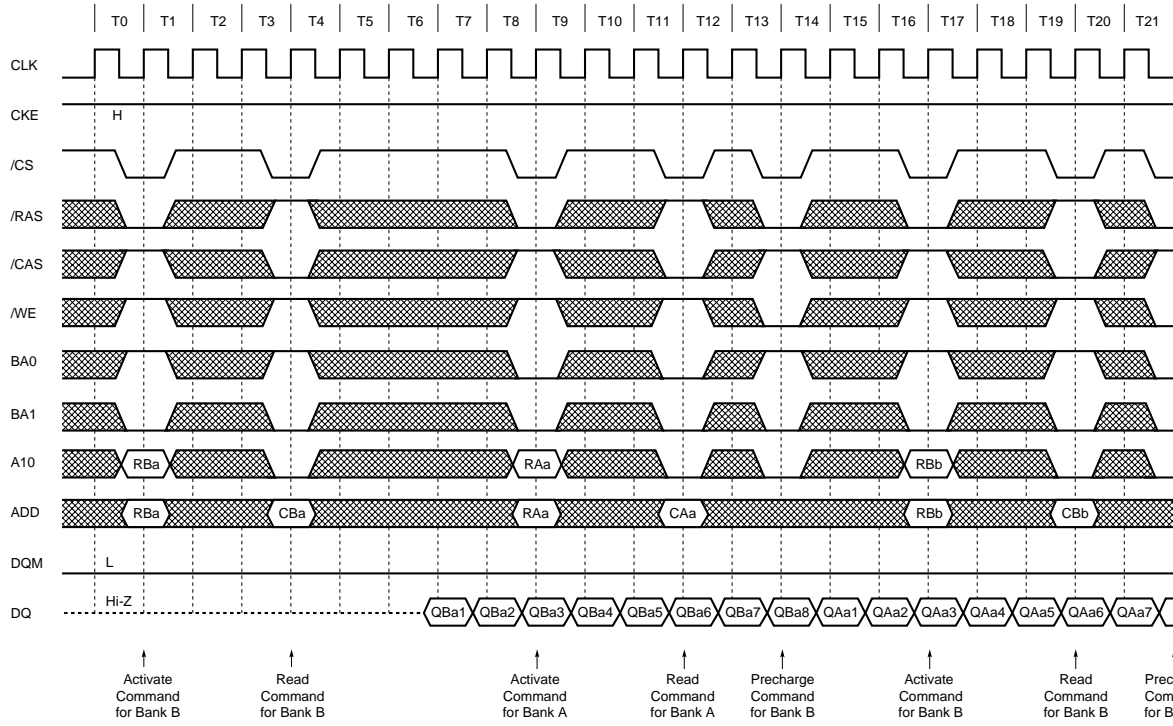 T0 T1 T2 T3 T4 T5 T6 T7 T8 T9 T10 T11 T12 T13 T14 T15 T16 T17 T18 T19 T20 T21
CLK
CKE H
/CS
/RAS
/CAS
/WE
BA0
BA1
A10 RBa RAa RBb
ADD RBa CBa RAa CAa RBb CBb
DQM L
Hi-Z
DQ QBa1 QBa2 QBa3 QBa4 QBa5 QBa6 QBa7 QBa8 QAa1 QAa2 QAa3 QAa4 QAa5 QAa6 QAa7
Activate
Command
for Bank B
Read
Command
for Bank B
Activate
Command
for Bank A
Read
Command
for Bank A
Precharge
Command
for Bank B
Activate
Command
for Bank B
Read
Command
for Bank B
Prec
Com
for B